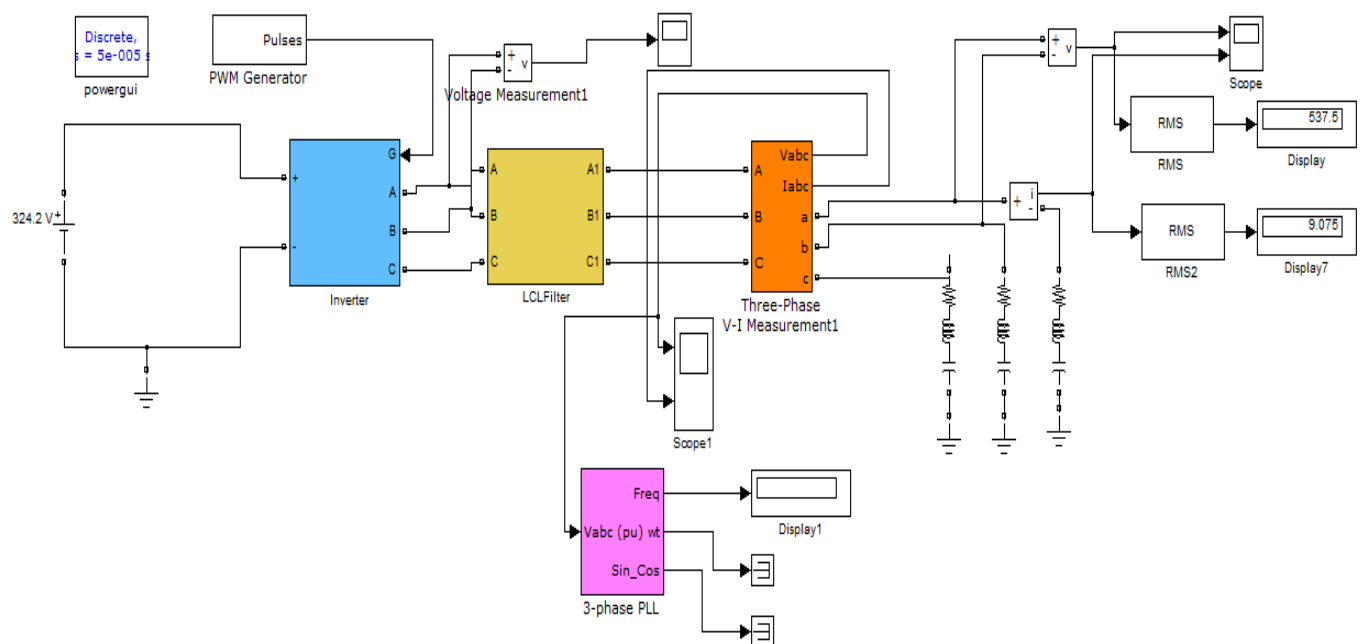 Discrete,
s = 5e-005 s
powergui
Pulses
PWM Generator
+
-
v
Voltage Measurement1
324.2 V
+
+
-
G
A
B
C
Inverter
A
B
C
A1
B1
C1
LCLFilter
A
B
C
Vabc
Iabc
a
b
c
Three-Phase
V-I Measurement1
+
-
v
Scope
RMS
RMS
537.5
Display
+
i
-
RMS
RMS2
9.075
Display7
Scope1
Freq
Vabc (pu) wt
Sin_Cos
3-phase PLL
Display1